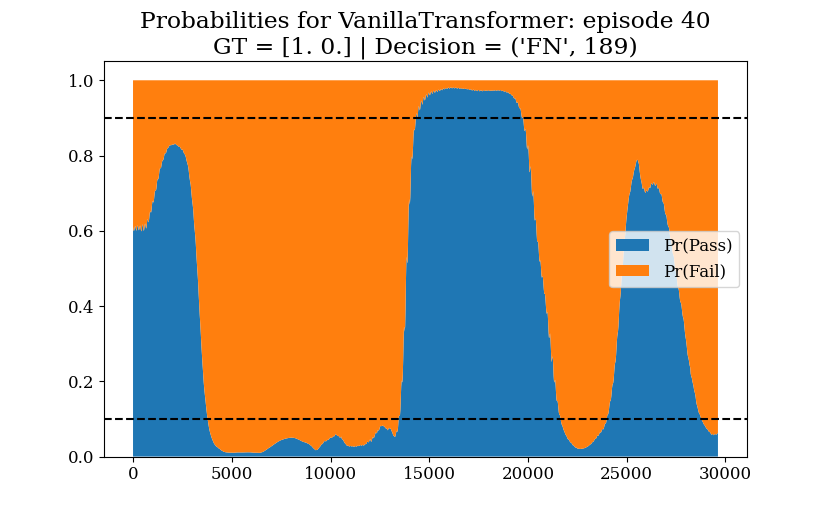 Probabilities for VanillaTransformer: episode 40
GT = [1. 0.] | Decision = ('FN', 189)
1.0
0.8
0.6
0.4
0.2
0.0
Pr(Pass)
Pr(Fail)
0 5000 10000 15000 20000 25000 30000